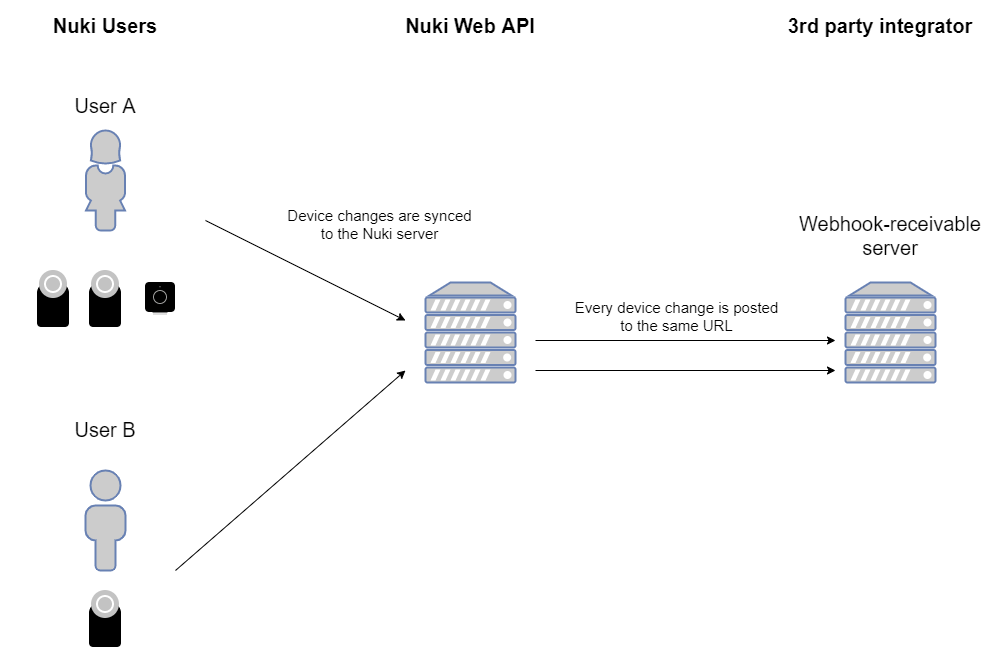 Nuki Users
Nuki Web API
3rd party integrator
User A
Device changes are synced
to the Nuki server
Webhook-receivable
server
Every device change is posted
to the same URL
User B